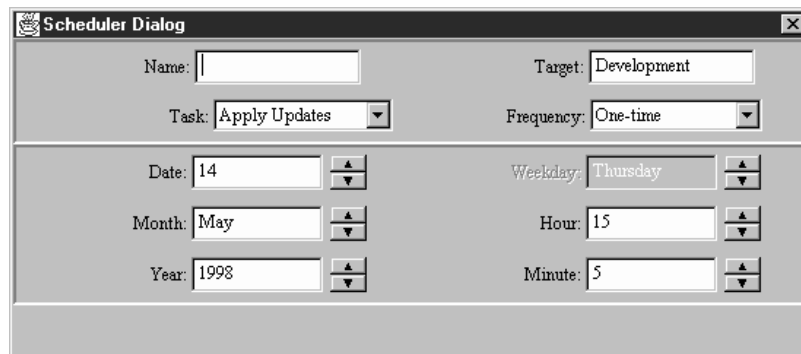 Scheduler Dialog
Name: Target: Development
Task: Apply Updates Frequency: One-time
Date: 14 Weekday: Thursday
Month: May Hour: 15
Year: 1998 Minute: 5